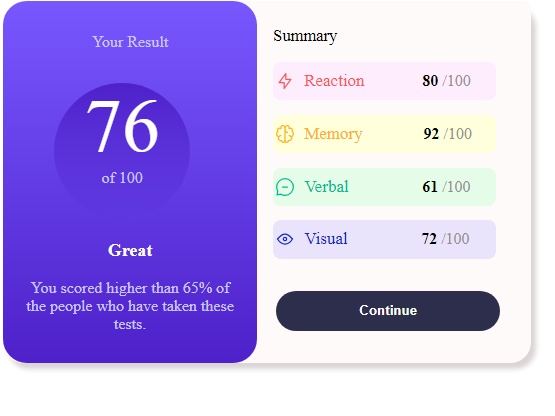 Your Result
76
of 100
Great
You scored higher than 65% of
the people who have taken these
tests.
Summary
Reaction 80 /100
Memory 92 /100
Verbal 61 /100
Visual 72 /100
Continue